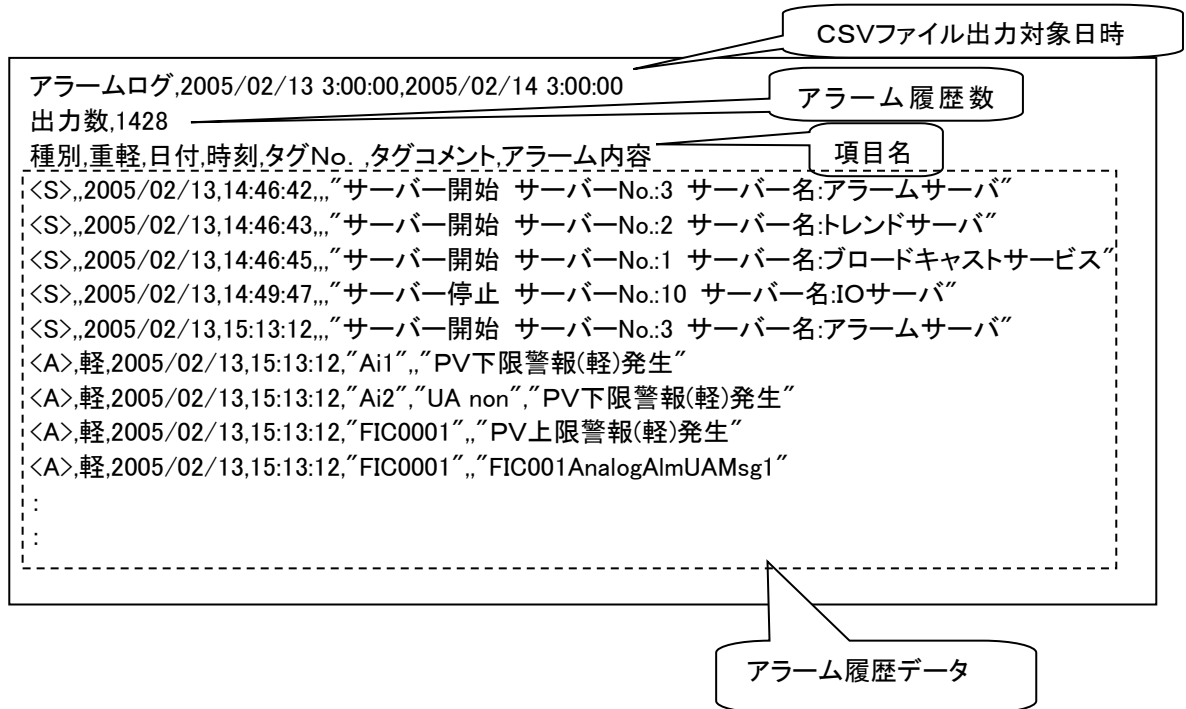 CSVファイル出力対象日時
アラームログ,2005/02/13 3:00:00,2005/02/14 3:00:00
アラーム履歴数
出力数,1428
種別,重軽,日付,時刻,タグNo．,タグコメント,アラーム内容
項目名
<S>,,2005/02/13,14:46:42,,,"サーバー開始 サーバーNo.:3 サーバー名:アラームサーバ"
<S>,,2005/02/13,14:46:43,,,"サーバー開始 サーバーNo.:2 サーバー名:トレンドサーバ"
<S>,,2005/02/13,14:46:45,,,"サーバー開始 サーバーNo.:1 サーバー名:ブロードキャストサービス"
<S>,,2005/02/13,14:49:47,,,"サーバー停止 サーバーNo.:10 サーバー名:IOサーバ"
<S>,,2005/02/13,15:13:12,,,"サーバー開始 サーバーNo.:3 サーバー名:アラームサーバ"
<A>,軽,2005/02/13,15:13:12,"Ai1",,"PV下限警報(軽)発生"
<A>,軽,2005/02/13,15:13:12,"Ai2","UA non","PV下限警報(軽)発生"
<A>,軽,2005/02/13,15:13:12,"FIC0001",,"PV上限警報(軽)発生"
<A>,軽,2005/02/13,15:13:12,"FIC0001",,"FIC001AnalogAlmUAMsg1"
:
:
アラーム履歴データ